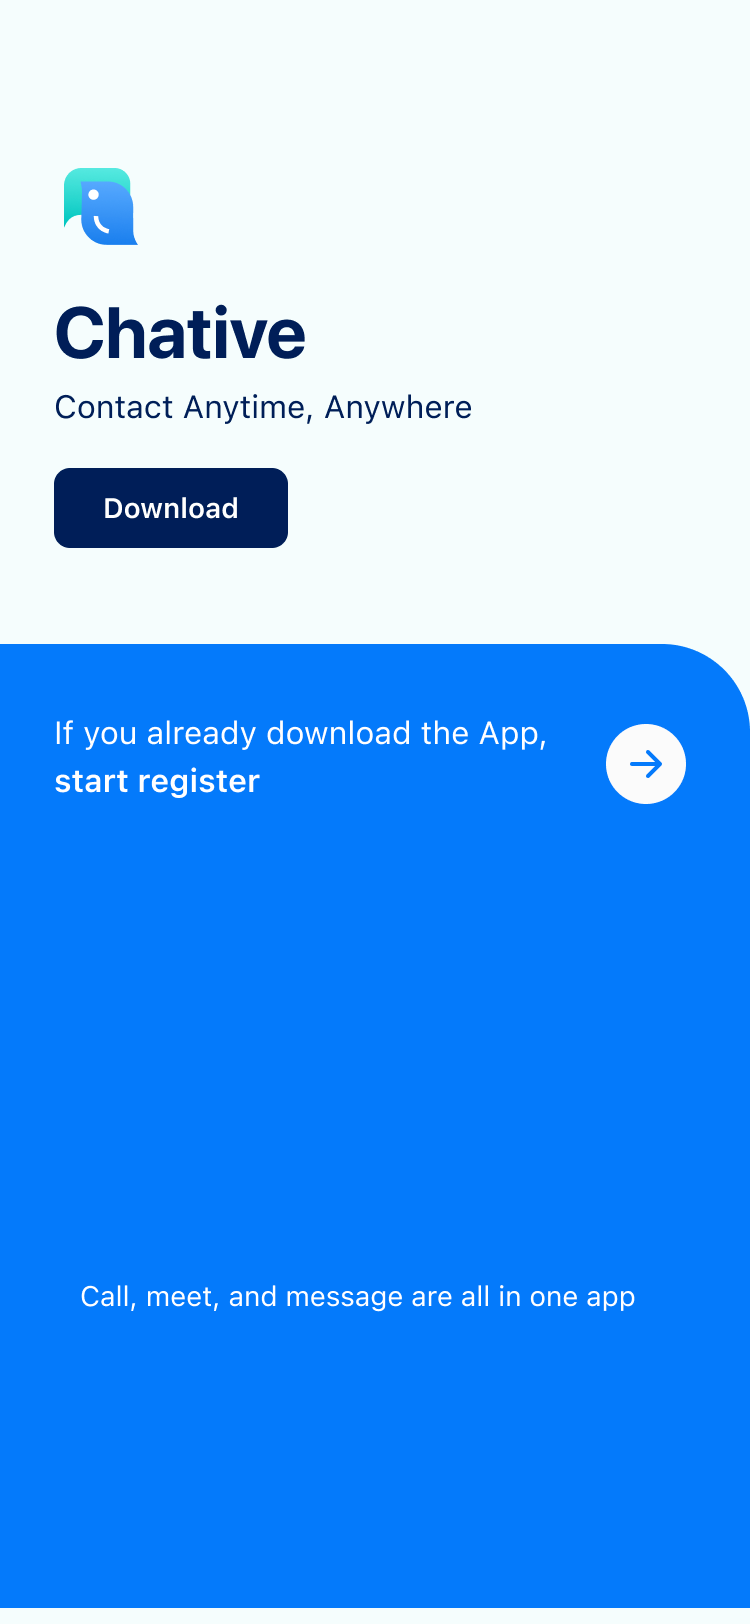 Chative
Contact Anytime, Anywhere
Download
If you already download the App,
start register
Call, meet, and message are all in one app